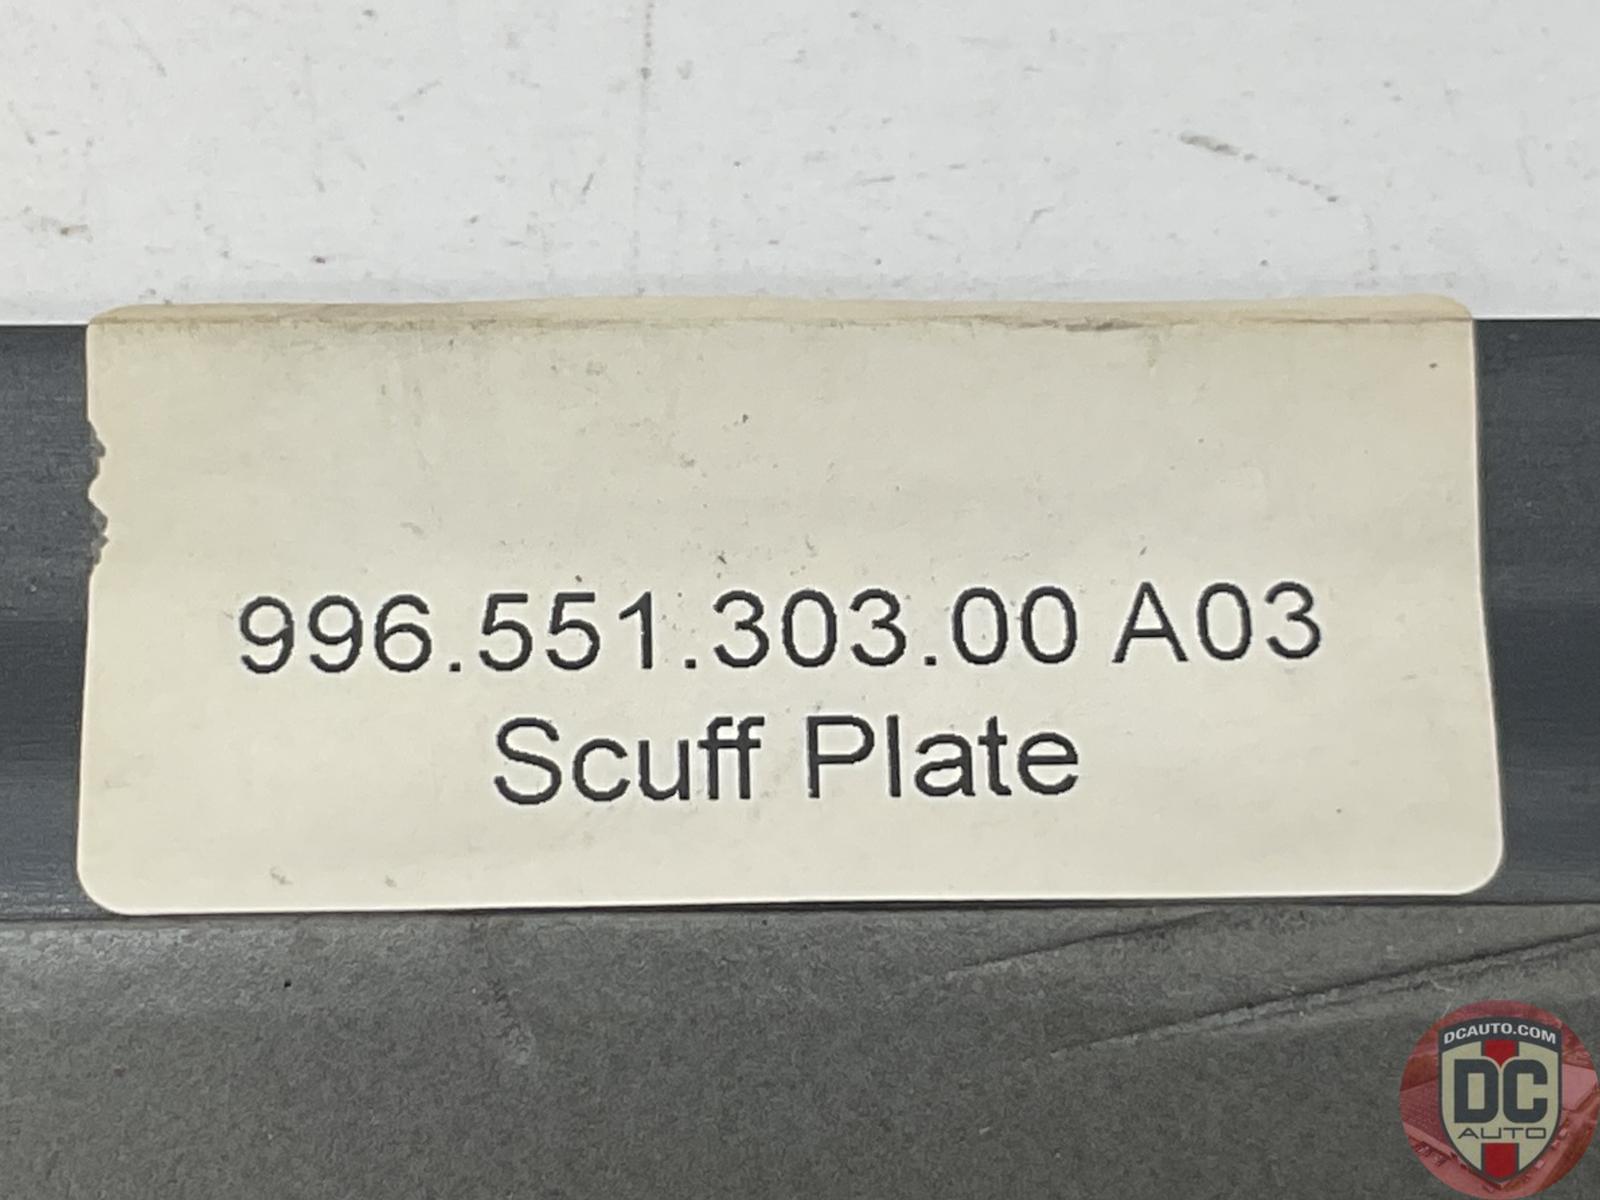 996.551.303.00 A03
Scuff Plate
DCAUTO.COM
DC
AUTO